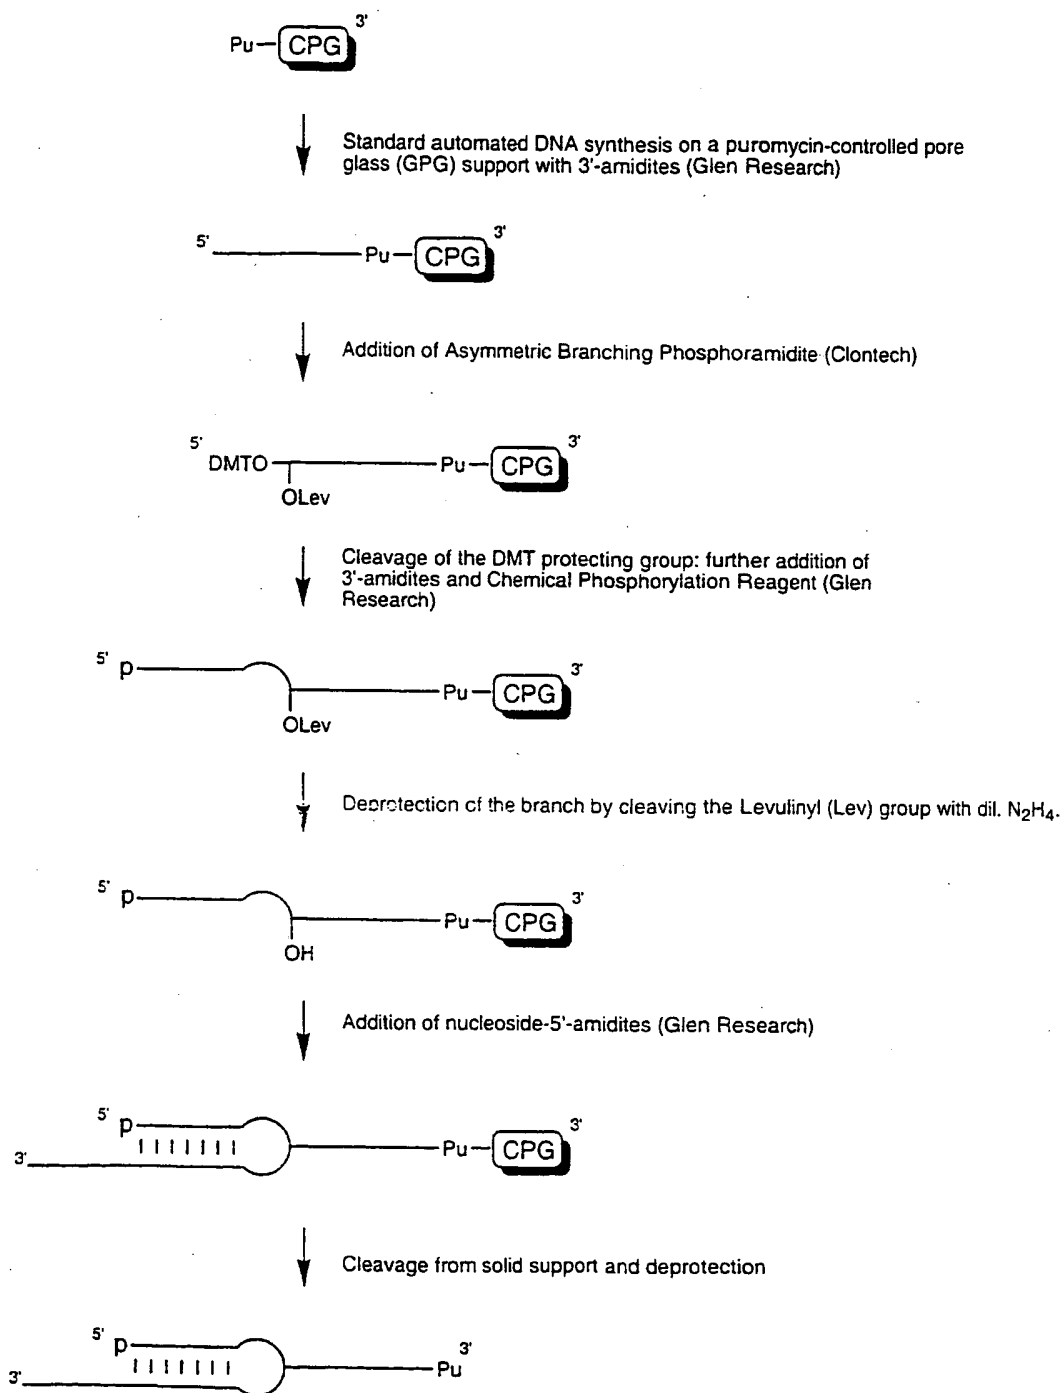 3'
Pu CPG
Standard automated DNA synthesis on a puromycin-controlled pore
glass (GPG) support with 3'-amidites (Glen Research)
5' 3'
Pu CPG
Addition of Asymmetric Branching Phosphoramidite (Clontech)
5' 3'
DMTO Pu CPG
OLev
Cleavage of the DMT protecting group: further addition of
3'-amidites and Chemical Phosphorylation Reagent (Glen
Research)
5' p 3'
Pu CPG
OLev
Deprotection of the branch by cleaving the Levulinyl (Lev) group with dil. N₂H₄.
5' p 3'
Pu CPG
OH
Addition of nucleoside-5'-amidites (Glen Research)
5' p 3'
Pu CPG
3'
Cleavage from solid support and deprotection
5' p 3'
Pu
3'